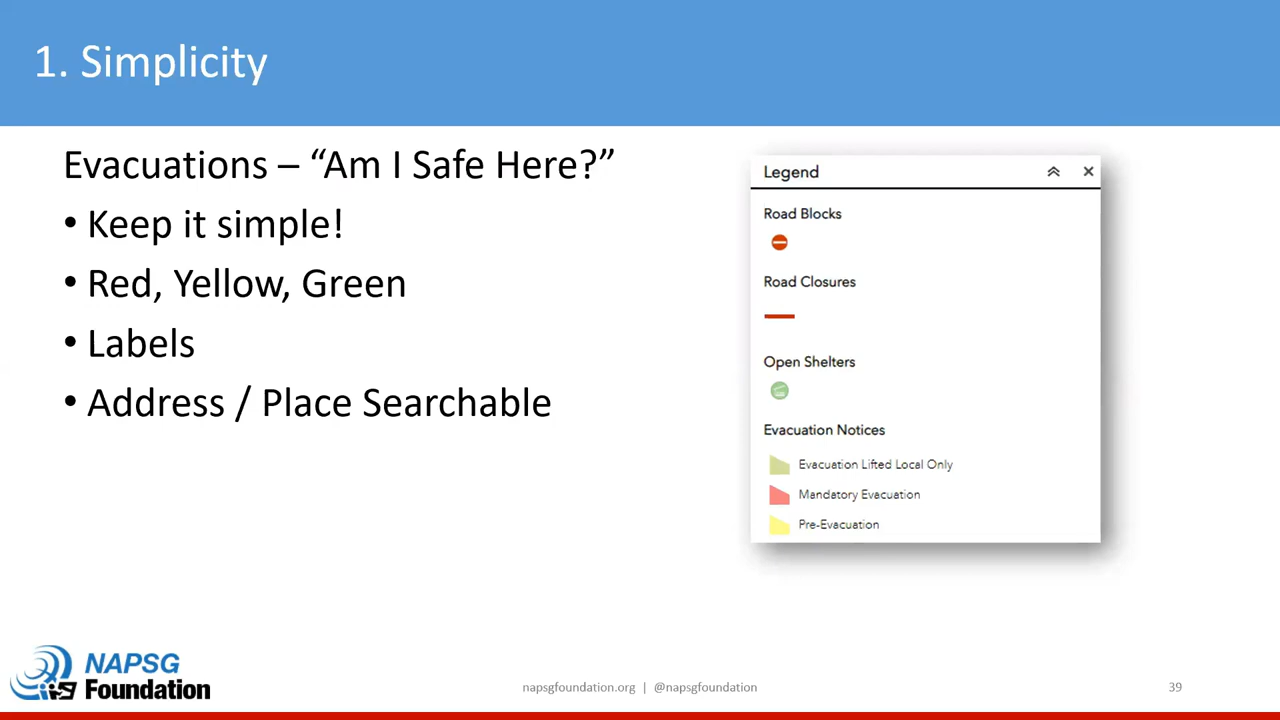 1. Simplicity
Evacuations – “Am I Safe Here?”
• Keep it simple!
• Red, Yellow, Green
• Labels
• Address / Place Searchable
Legend
Road Blocks
Road Closures
Open Shelters
Evacuation Notices
Evacuation Lifted Local Only
Mandatory Evacuation
Pre-Evacuation
NAPSG
Foundation
napsgfoundation.org | @napsgfoundation
39